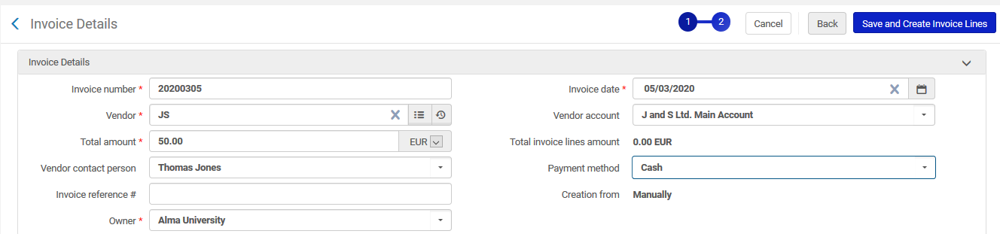 Invoice Details
1 2
Cancel
Back
Save and Create Invoice Lines
Invoice Details
Invoice number * 20200305
Invoice date * 05/03/2020
Vendor * JS
Vendor account J and S Ltd. Main Account
Total amount * 50.00 EUR
Total invoice lines amount 0.00 EUR
Vendor contact person Thomas Jones
Payment method Cash
Invoice reference #
Creation from Manually
Owner * Alma University